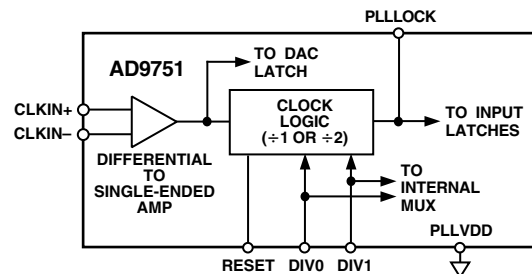 PLLLOCK
AD9751
TO DAC
LATCH
CLKIN+
CLKIN–
CLOCK
LOGIC
(÷1 OR ÷2)
TO INPUT
LATCHES
DIFFERENTIAL
TO
SINGLE-ENDED
AMP
TO
INTERNAL
MUX
PLLVDD
RESET
DIV0
DIV1